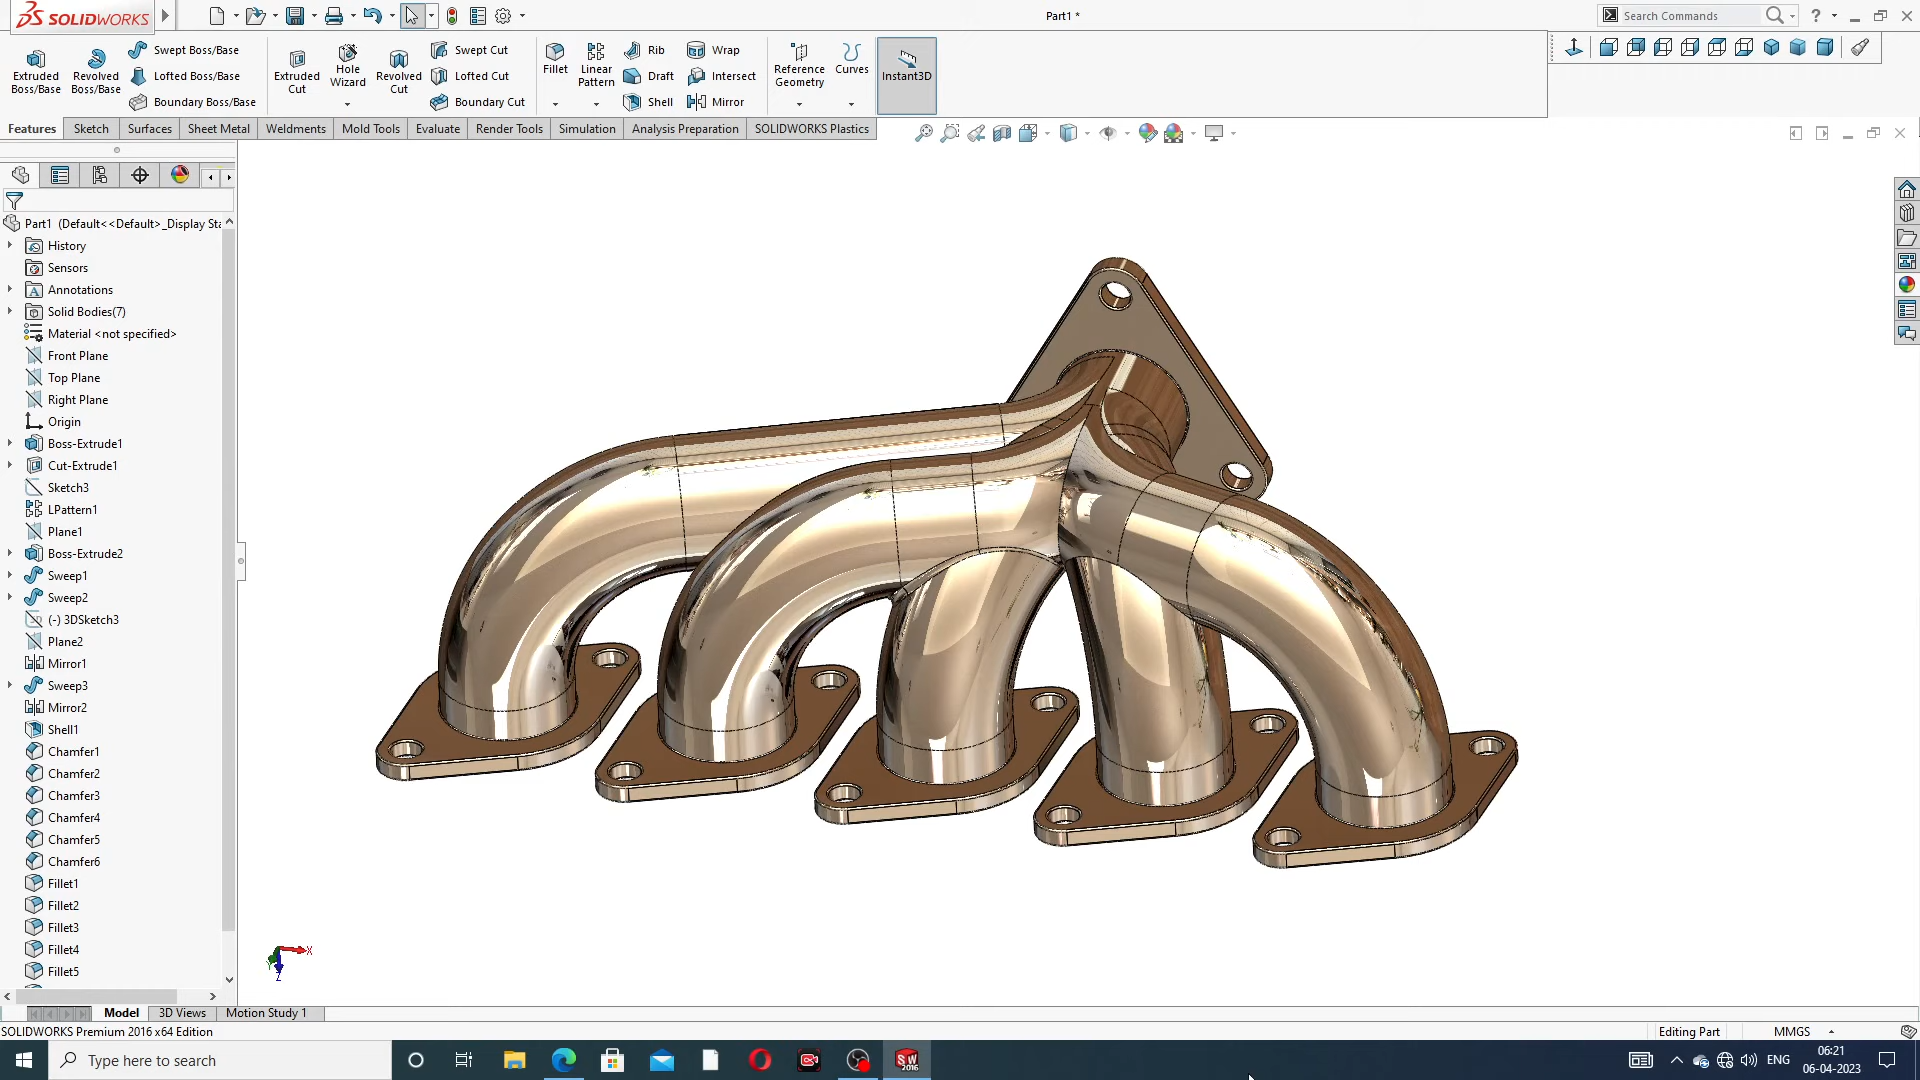 SOLIDWORKS
Part1 *
Search Commands
?
Extruded Boss/Base
Revolved Boss/Base
Swept Boss/Base
Lofted Boss/Base
Boundary Boss/Base
Extruded Cut
Hole Wizard
Revolved Cut
Swept Cut
Lofted Cut
Boundary Cut
Fillet
Linear Pattern
Rib
Draft
Shell
Wrap
Intersect
Mirror
Reference Geometry
Curves
Instant3D
Features
Sketch
Surfaces
Sheet Metal
Weldments
Mold Tools
Evaluate
Render Tools
Simulation
Analysis Preparation
SOLIDWORKS Plastics
Part1 (Default<<Default>_Display Sta
History
Sensors
Annotations
Solid Bodies(7)
Material <not specified>
Front Plane
Top Plane
Right Plane
Origin
Boss-Extrude1
Cut-Extrude1
Sketch3
LPattern1
Plane1
Boss-Extrude2
Sweep1
Sweep2
(-) 3DSketch3
Plane2
Mirror1
Sweep3
Mirror2
Shell1
Chamfer1
Chamfer2
Chamfer3
Chamfer4
Chamfer5
Chamfer6
Fillet1
Fillet2
Fillet3
Fillet4
Fillet5
X
Y
Z
Model
3D Views
Motion Study 1
SOLIDWORKS Premium 2016 x64 Edition
Editing Part
MMGS
Type here to search
SW
2016
ENG
06:21
06-04-2023